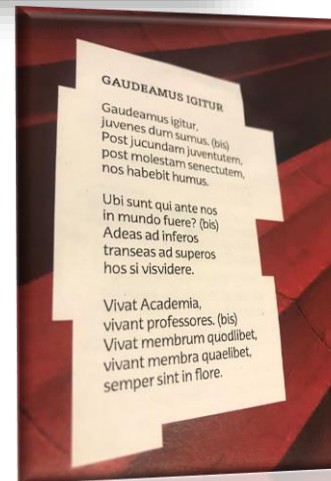 GAUDEAMUS IGITUR
Gaudeamus igitur,
juvenes dum sumus. (bis)
Post jucundam juventutem,
post molestam senectutem,
nos habebit humus.
Ubi sunt qui ante nos
in mundo fuere? (bis)
Adeas ad inferos
transeas ad superos
hos si visvidere.
Vivat Academia,
vivant professores. (bis)
Vivat membrum quodlibet,
vivant membra quaelibet,
semper sint in flore.